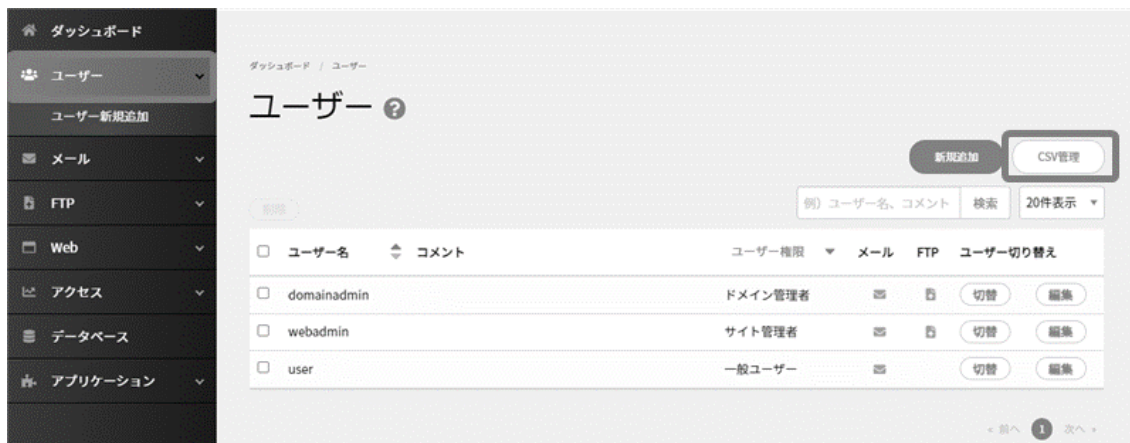 ダッシュボード
ユーザー
ユーザー新規追加
メール
FTP
Web
アクセス
データベース
アプリケーション
ダッシュボード / ユーザー
ユーザー ?
新規追加 CSV管理
削除 例）ユーザー名、コメント 検索 20件表示
ユーザー名 コメント ユーザー権限 メール FTP ユーザー切り替え
domainadmin ドメイン管理者 切替 編集
webadmin サイト管理者 切替 編集
user 一般ユーザー 切替 編集
« 前へ 1 次へ »